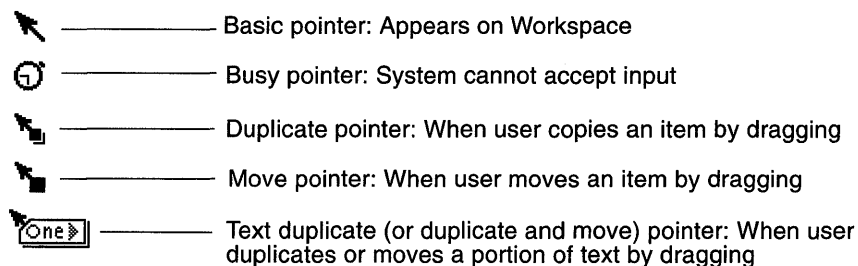 Basic pointer: Appears on Workspace
Busy pointer: System cannot accept input
Duplicate pointer: When user copies an item by dragging
Move pointer: When user moves an item by dragging
One
Text duplicate (or duplicate and move) pointer: When user
duplicates or moves a portion of text by dragging